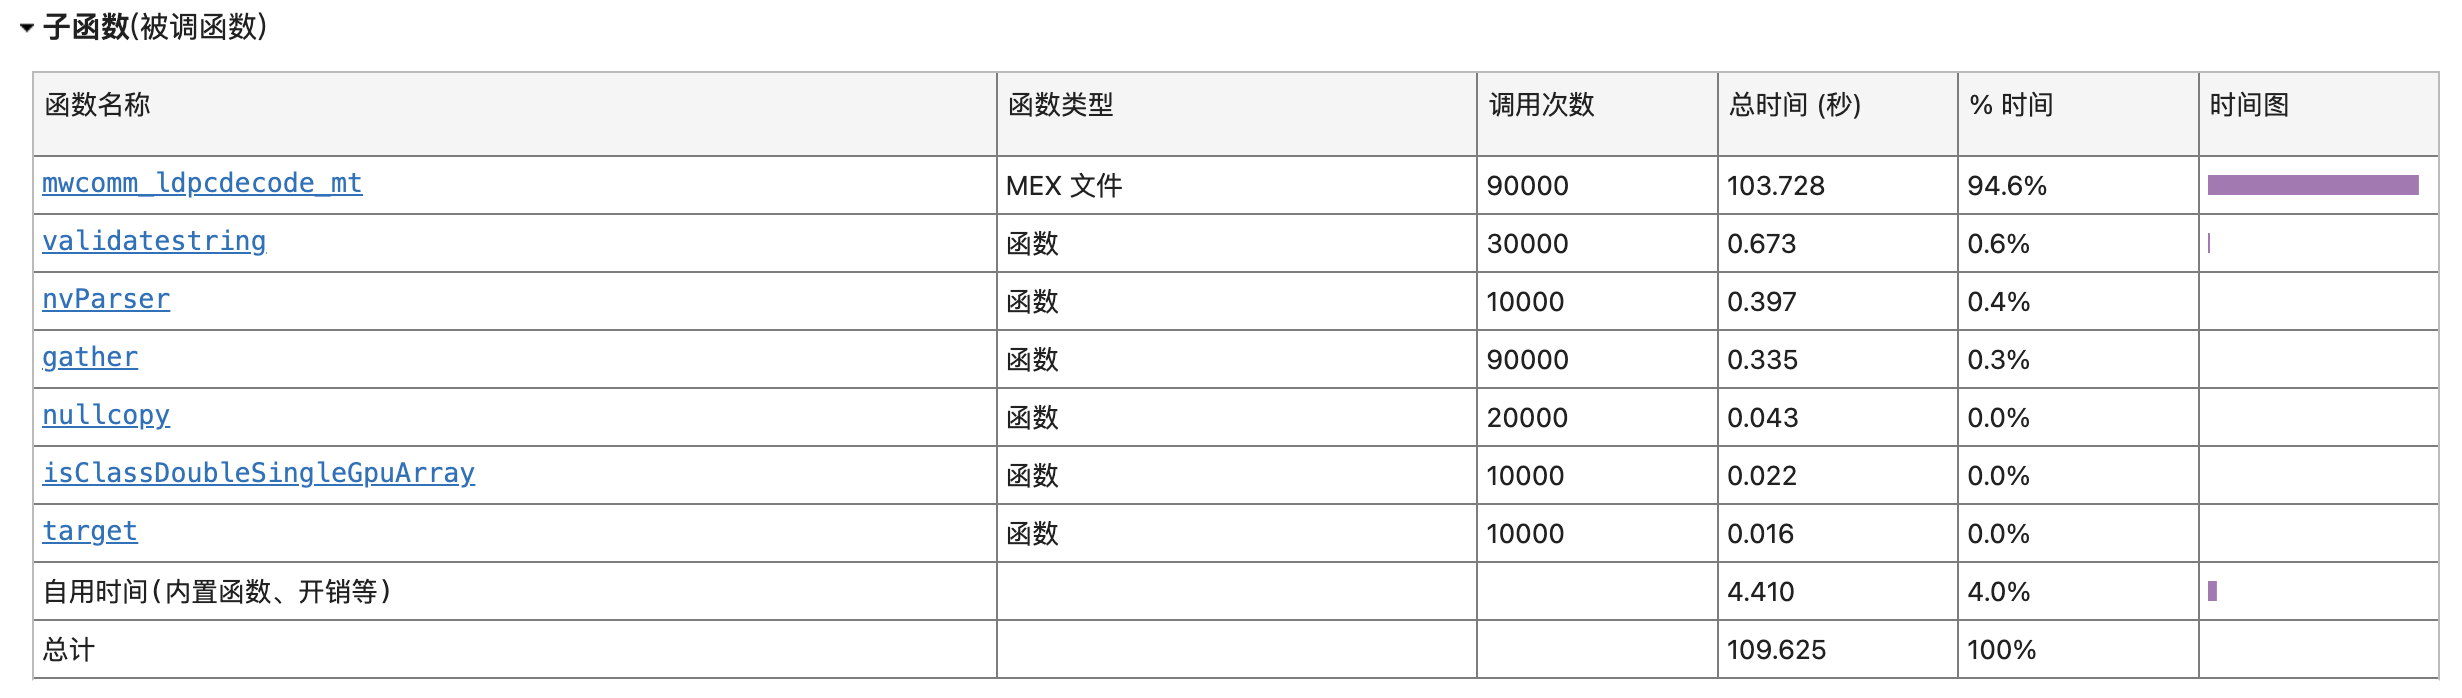 子函数(被调函数)
函数名称 函数类型 调用次数 总时间 (秒) % 时间 时间图
mwcomm_ldpcdecode_mt MEX 文件 90000 103.728 94.6%
validatestring 函数 30000 0.673 0.6%
nvParser 函数 10000 0.397 0.4%
gather 函数 90000 0.335 0.3%
nullcopy 函数 20000 0.043 0.0%
isClassDoubleSingleGpuArray 函数 10000 0.022 0.0%
target 函数 10000 0.016 0.0%
自用时间(内置函数、开销等) 4.410 4.0%
总计 109.625 100%